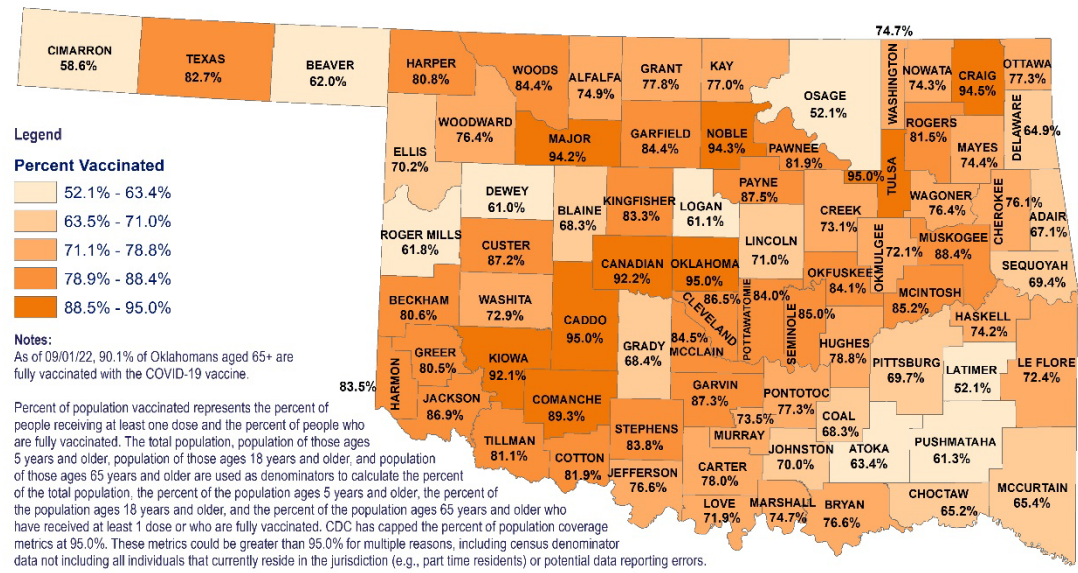 74.7%
CIMARRON
58.6%
TEXAS
82.7%
BEAVER
62.0%
HARPER
80.8%
WOODS
84.4%
ALFALFA
74.9%
GRANT
77.8%
KAY
77.0%
OSAGE
52.1%
WASHINGTON
NOWATA
74.3%
CRAIG
94.5%
OTTAWA
77.3%
DELAWARE
64.9%
WOODWARD
76.4%
MAJOR
94.2%
GARFIELD
84.4%
NOBLE
94.3%
PAWNEE
81.9%
ROGERS
81.5%
MAYES
74.4%
ELLIS
70.2%
DEWEY
61.0%
BLAINE
68.3%
KINGFISHER
83.3%
LOGAN
61.1%
PAYNE
87.5%
95.0%
TULSA
WAGONER
76.4%
CHEROKEE
76.1%
ADAIR
67.1%
ROGER MILLS
61.8%
CUSTER
87.2%
CANADIAN
92.2%
OKLAHOMA
95.0%
LINCOLN
71.0%
CREEK
73.1%
OKMULGEE
72.1%
MUSKOGEE
88.4%
SEQUOYAH
69.4%
BECKHAM
80.6%
WASHITA
72.9%
CADDO
95.0%
GRADY
68.4%
86.5%
CLEVELAND
84.5%
MCCLAIN
POTTAWATOMIE
84.0%
SEMINOLE
85.0%
OKFUSKEE
84.1%
MCINTOSH
85.2%
HASKELL
74.2%
HUGHES
78.8%
PITTSBURG
69.7%
LATIMER
52.1%
LE FLORE
72.4%
83.5%
HARMON
GREER
80.5%
KIOWA
92.1%
JACKSON
86.9%
COMANCHE
89.3%
TILLMAN
81.1%
COTTON
81.9%
STEPHENS
83.8%
GARVIN
87.3%
73.5%
MURRAY
PONTOTOC
77.3%
COAL
68.3%
ATOKA
63.4%
PUSHMATAHA
61.3%
JEFFERSON
76.6%
CARTER
78.0%
JOHNSTON
70.0%
LOVE
71.9%
MARSHALL
74.7%
BRYAN
76.6%
CHOCTAW
65.2%
MCCURTAIN
65.4%
Legend
Percent Vaccinated
52.1% - 63.4%
63.5% - 71.0%
71.1% - 78.8%
78.9% - 88.4%
88.5% - 95.0%
Notes:
As of 09/01/22, 90.1% of Oklahomans aged 65+ are
fully vaccinated with the COVID-19 vaccine.
Percent of population vaccinated represents the percent of
people receiving at least one dose and the percent of people who
are fully vaccinated. The total population, population of those ages
5 years and older, population of those ages 18 years and older, and population
of those ages 65 years and older are used as denominators to calculate the percent
of the total population, the percent of the population ages 5 years and older, the percent of
the population ages 18 years and older, and the percent of the population ages 65 years and older who
have received at least 1 dose or who are fully vaccinated. CDC has capped the percent of population coverage
metrics at 95.0%. These metrics could be greater than 95.0% for multiple reasons, including census denominator
data not including all individuals that currently reside in the jurisdiction (e.g., part time residents) or potential data reporting errors.